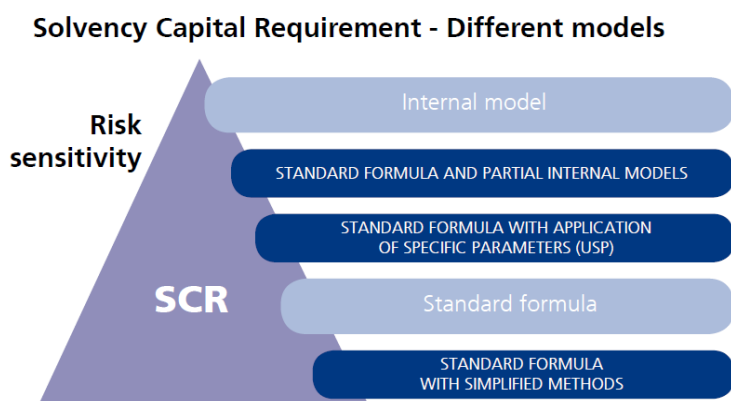 Solvency Capital Requirement - Different models
Risk
sensitivity
Internal model
STANDARD FORMULA AND PARTIAL INTERNAL MODELS
STANDARD FORMULA WITH APPLICATION
OF SPECIFIC PARAMETERS (USP)
SCR
Standard formula
STANDARD FORMULA
WITH SIMPLIFIED METHODS